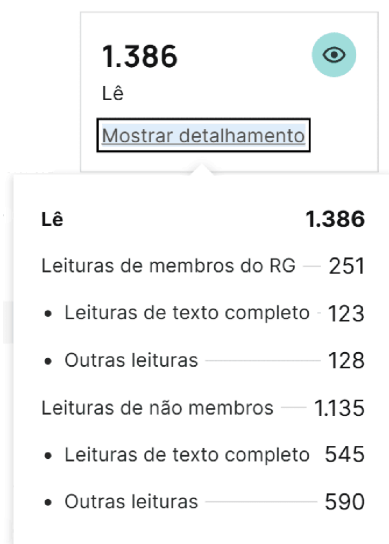 1.386
Lê
Mostrar detalhamento
Lê 1.386
Leituras de membros do RG 251
• Leituras de texto completo 123
• Outras leituras 128
Leituras de não membros 1.135
• Leituras de texto completo 545
• Outras leituras 590